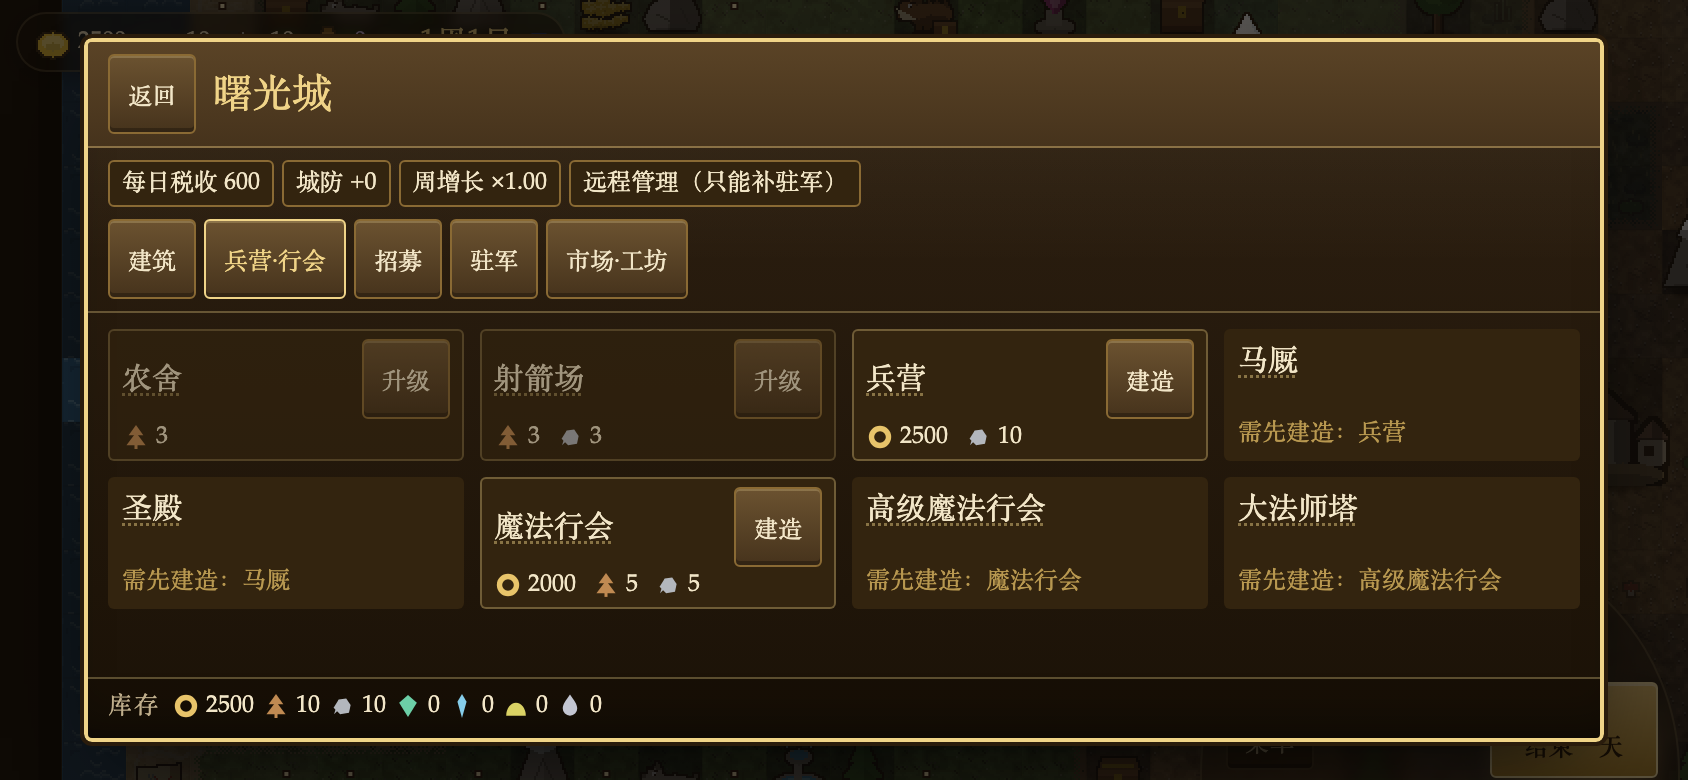 返回 曙光城
每日税收 600 城防 +0 周增长 ×1.00 远程管理（只能补驻军）
建筑 兵营·行会 招募 驻军 市场·工坊
农舍 升级
3
射箭场 升级
3 3
兵营 建造
2500 10
马厩
需先建造：兵营
圣殿
需先建造：马厩
魔法行会 建造
2000 5 5
高级魔法行会
需先建造：魔法行会
大法师塔
需先建造：高级魔法行会
库存 2500 10 10 0 0 0 0
结束 天